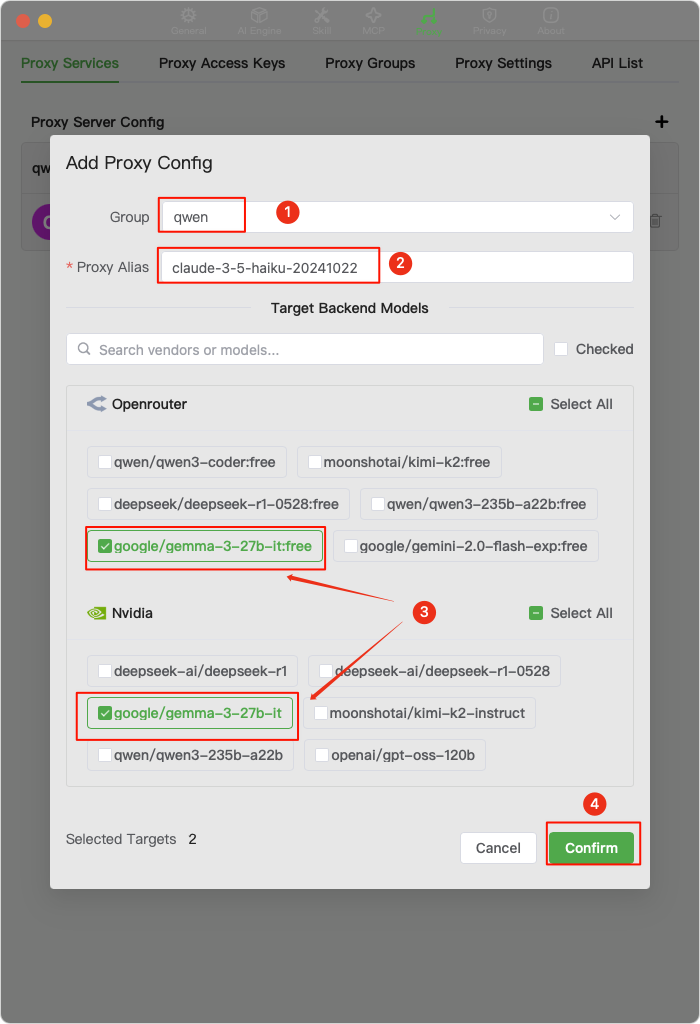 General AI Engine Skill MCP Proxy Privacy About
Proxy Services Proxy Access Keys Proxy Groups Proxy Settings API List
Proxy Server Config
Add Proxy Config
Group qwen 1
* Proxy Alias claude-3-5-haiku-20241022 2
Target Backend Models
Search vendors or models... Checked
Openrouter Select All
qwen/qwen3-coder:free moonshotai/kimi-k2:free
deepseek/deepseek-r1-0528:free qwen/qwen3-235b-a22b:free
google/gemma-3-27b-it:free google/gemini-2.0-flash-exp:free
3
Nvidia Select All
deepseek-ai/deepseek-r1 deepseek-ai/deepseek-r1-0528
google/gemma-3-27b-it moonshotai/kimi-k2-instruct
qwen/qwen3-235b-a22b openai/gpt-oss-120b
4
Selected Targets 2
Cancel Confirm